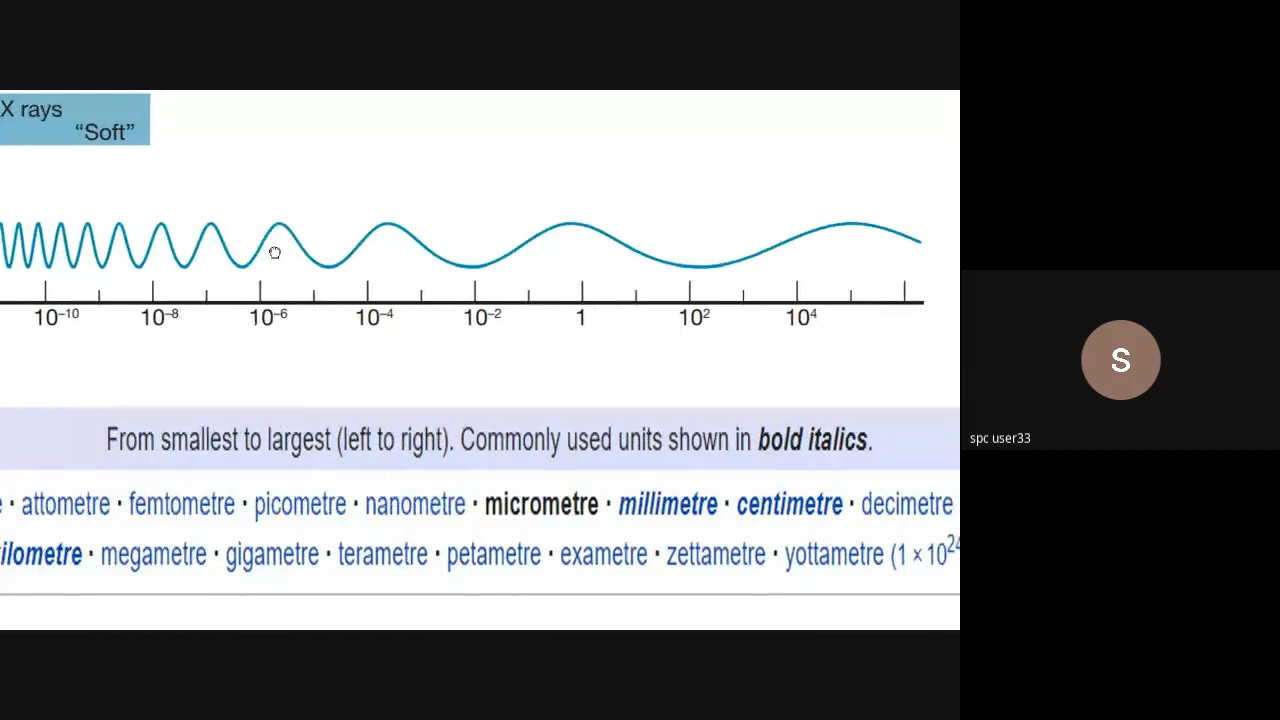 X rays
“Soft”
10⁻¹⁰ 10⁻⁸ 10⁻⁶ 10⁻⁴ 10⁻² 1 10² 10⁴
From smallest to largest (left to right). Commonly used units shown in bold italics.
· attometre · femtometre · picometre · nanometre · micrometre · millimetre · centimetre · decimetre
ilometre · megametre · gigametre · terametre · petametre · exametre · zettametre · yottametre (1 × 10²⁴
S
spc user33